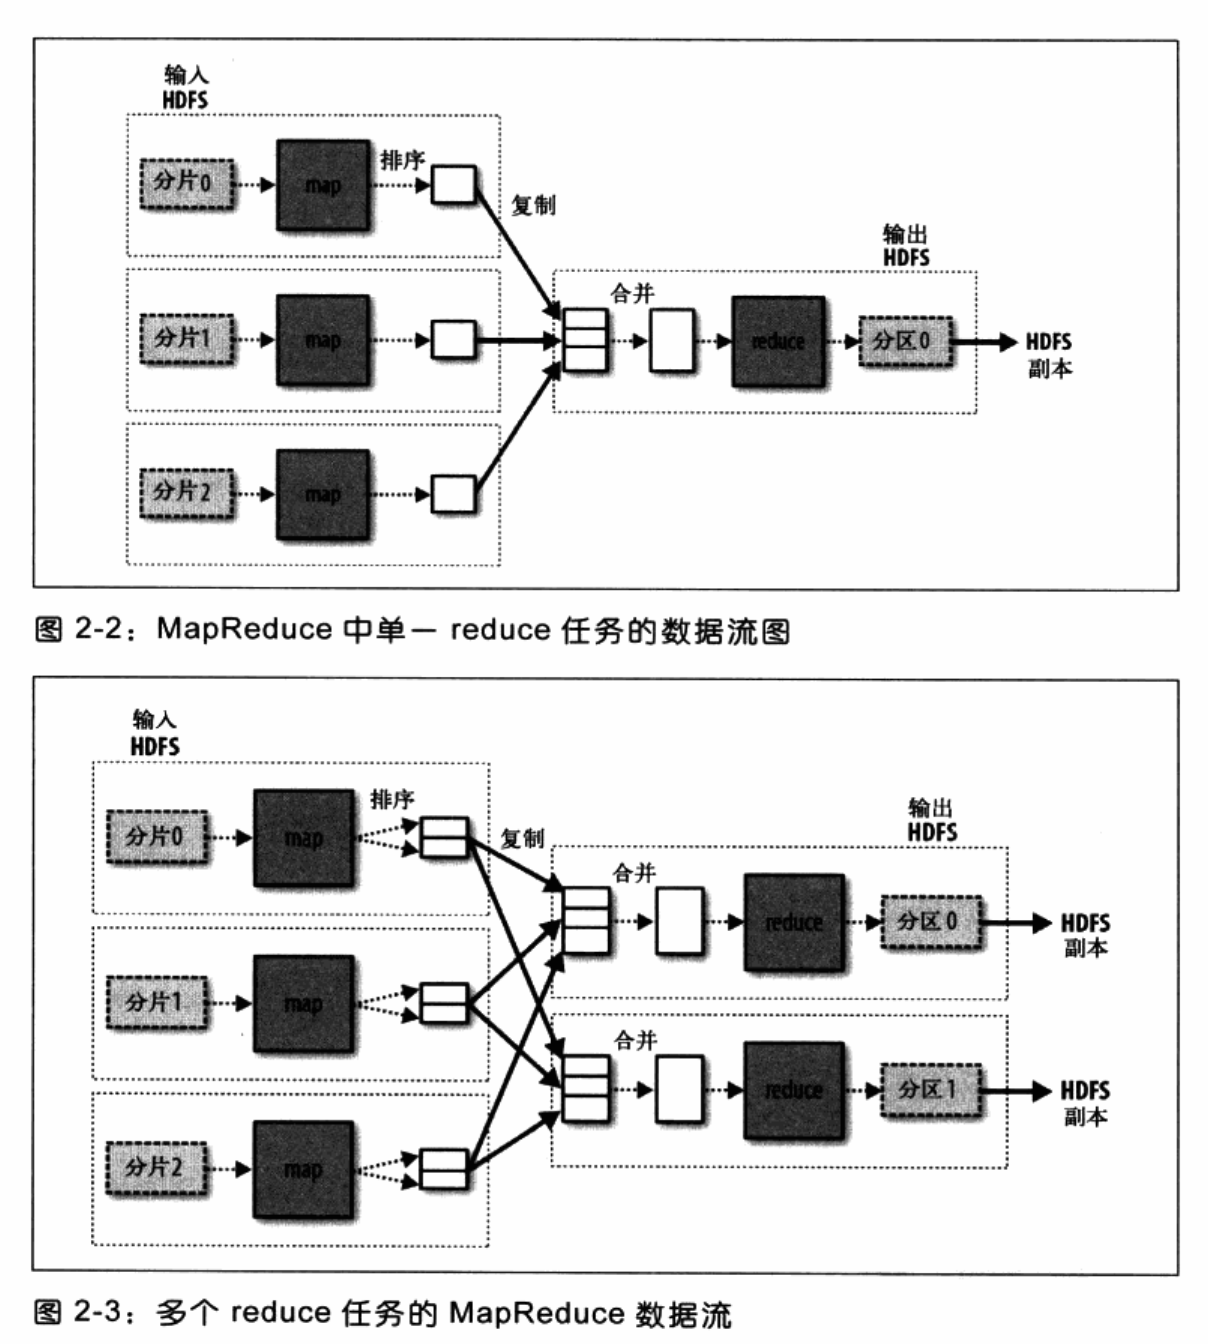 输入
HDFS
分片0
map
排序
复制
分片1
map
分片2
map
合并
reduce
输出
HDFS
分区0
HDFS
副本
图 2-2：MapReduce 中单一 reduce 任务的数据流图
输入
HDFS
分片0
map
排序
复制
分片1
map
分片2
map
合并
reduce
输出
HDFS
分区0
HDFS
副本
合并
reduce
分区1
HDFS
副本
图 2-3：多个 reduce 任务的 MapReduce 数据流